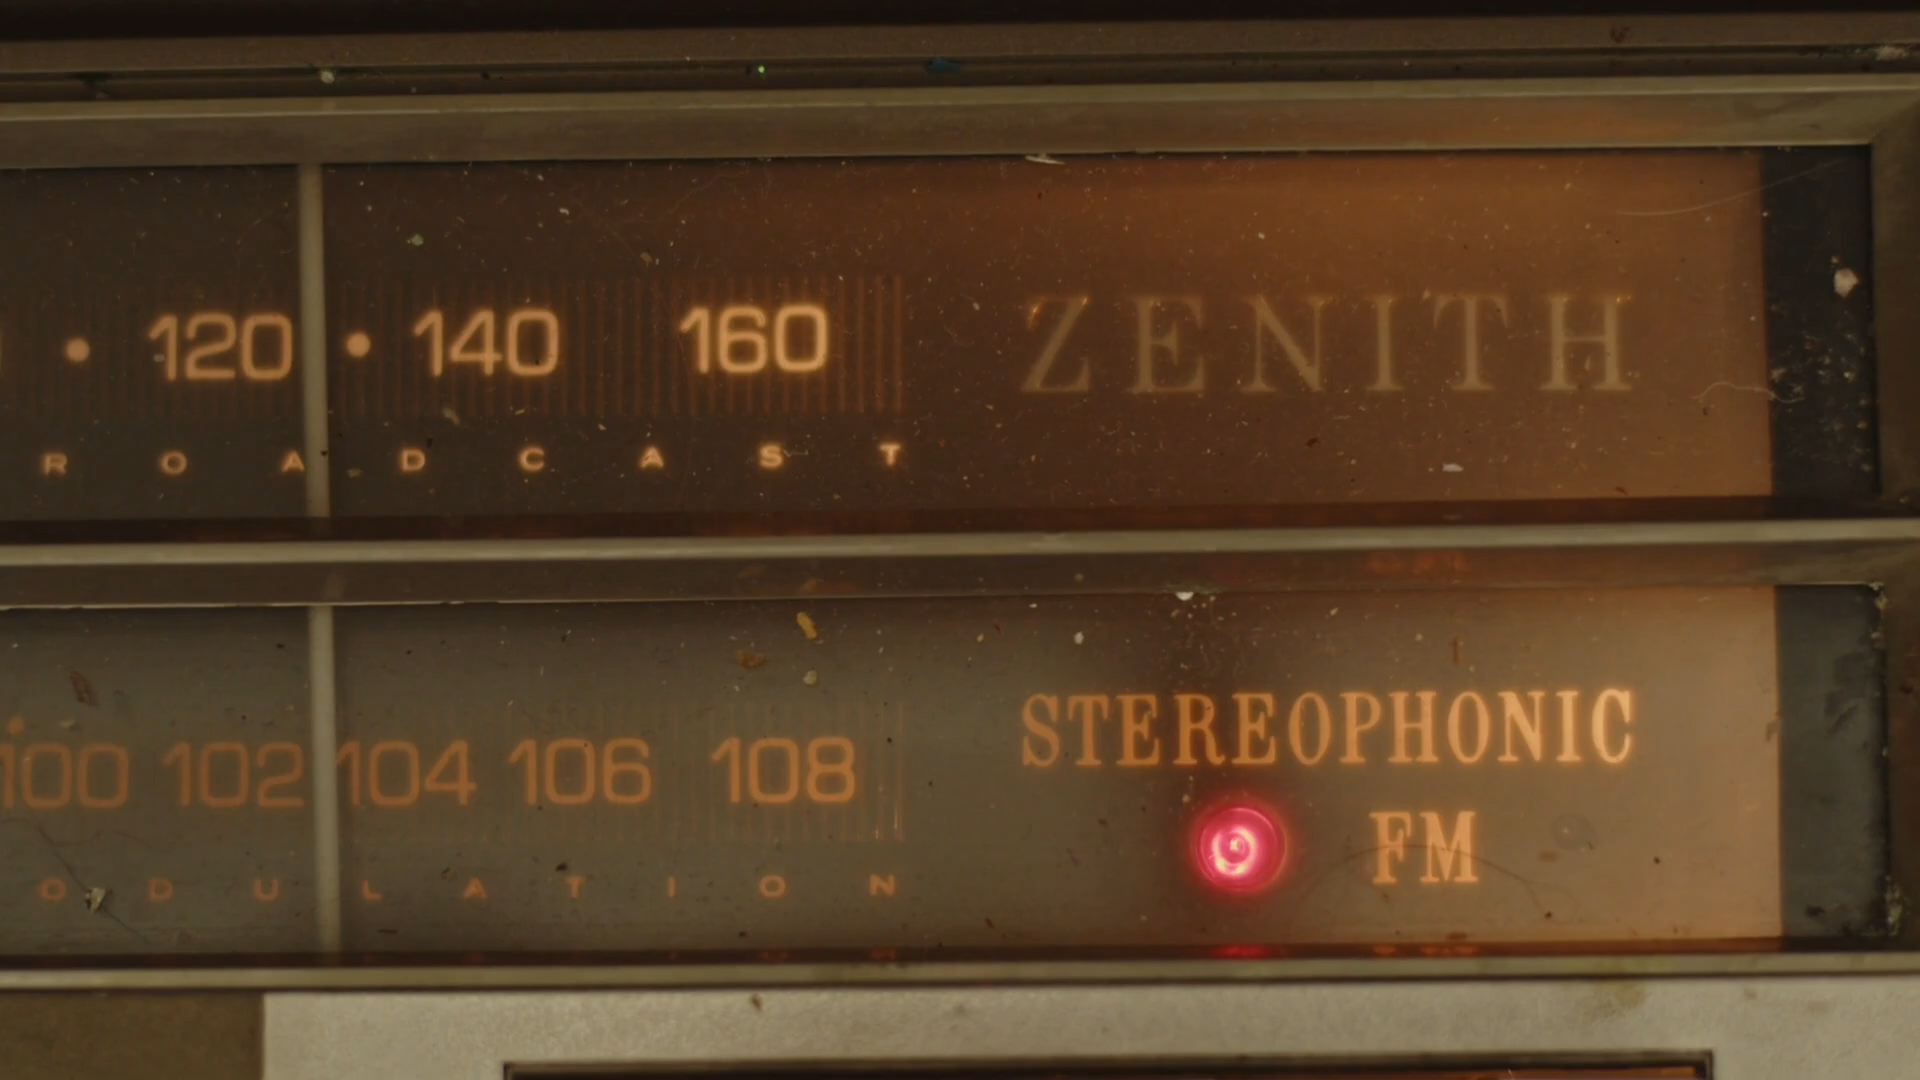 120 • 140 160
ZENITH
R O A D C A S T
100 102 104 106 108
STEREOPHONIC
FM
O D U L A T I O N